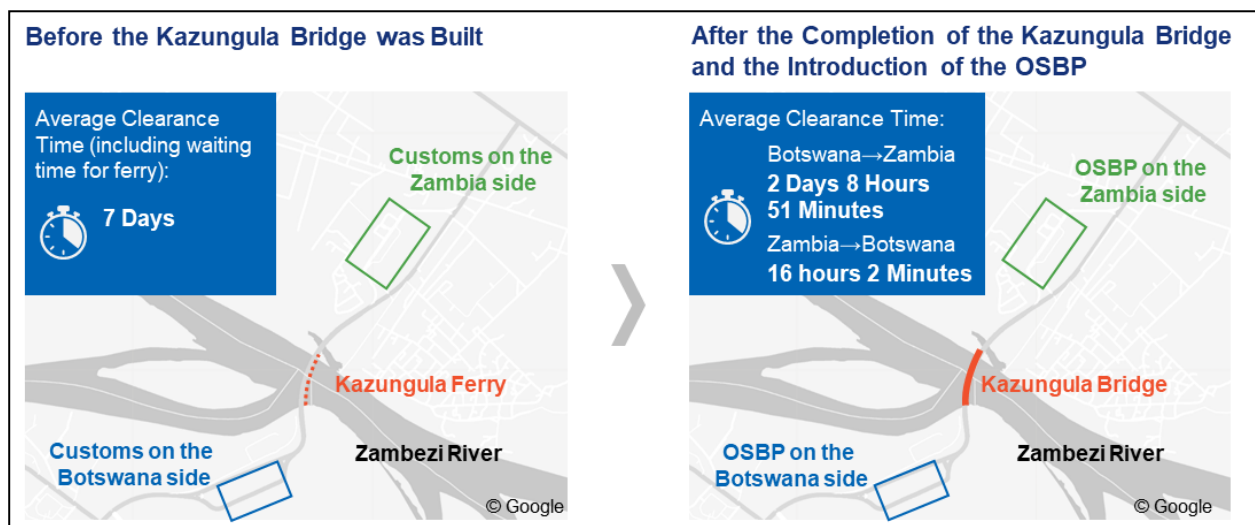 Before the Kazungula Bridge was Built
Average Clearance
Time (including waiting
time for ferry):
7 Days
Customs on the
Zambia side
Kazungula Ferry
Customs on the
Botswana side
Zambezi River
© Google
After the Completion of the Kazungula Bridge
and the Introduction of the OSBP
Average Clearance Time:
Botswana→Zambia
2 Days 8 Hours
51 Minutes
Zambia→Botswana
16 hours 2 Minutes
OSBP on the
Zambia side
Kazungula Bridge
OSBP on the
Botswana side
Zambezi River
© Google